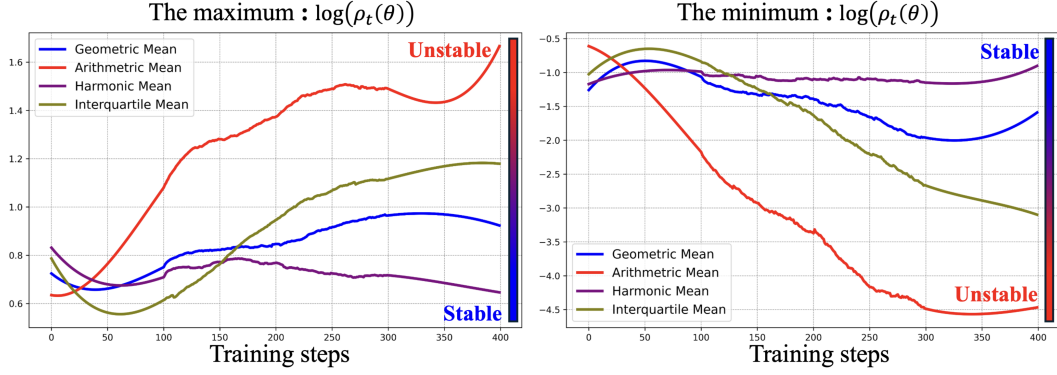 The maximum : log(ρₜ(θ))
1.6
1.4
1.2
1.0
0.8
0.6
Geometric Mean
Arithmetic Mean
Harmonic Mean
Interquartile Mean
Unstable
Stable
0 50 100 150 200 250 300 350 400
Training steps
The minimum : log(ρₜ(θ))
−0.5
−1.0
−1.5
−2.0
−2.5
−3.0
−3.5
−4.0
−4.5
Stable
Geometric Mean
Arithmetic Mean
Harmonic Mean
Interquartile Mean
Unstable
0 50 100 150 200 250 300 350 400
Training steps